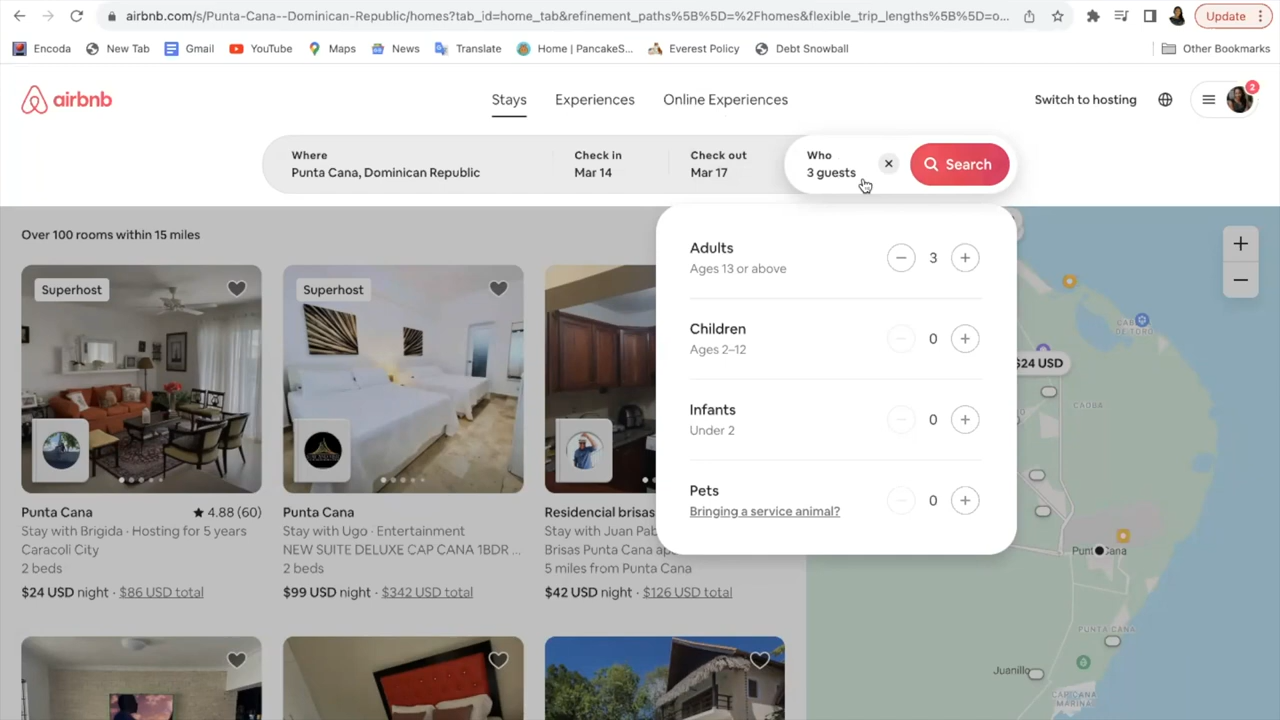 airbnb.com/s/Punta-Cana--Dominican-Republic/homes?tab_id=home_tab&refinement_paths%5B%5D=%2Fhomes&flexible_trip_lengths%5B%5D=o...
Update
Encoda
New Tab
Gmail
YouTube
Maps
News
Translate
Home | PancakeS...
Everest Policy
Debt Snowball
Other Bookmarks
airbnb
Stays
Experiences
Online Experiences
Switch to hosting
2
Where
Punta Cana, Dominican Republic
Check in
Mar 14
Check out
Mar 17
Who
3 guests
Search
Over 100 rooms within 15 miles
Adults
Ages 13 or above
3
Children
Ages 2–12
0
Infants
Under 2
0
Pets
Bringing a service animal?
0
Superhost
Punta Cana
4.88 (60)
Stay with Brigida · Hosting for 5 years
Caracoli City
2 beds
$24 USD night · $86 USD total
Superhost
Punta Cana
Stay with Ugo · Entertainment
NEW SUITE DELUXE CAP CANA 1BDR ...
2 beds
$99 USD night · $342 USD total
Residencial brisas
Stay with Juan Pab
Brisas Punta Cana ap
5 miles from Punta Cana
$42 USD night · $126 USD total
$24 USD
DE TORO
CAOBA
Punta Cana
PUNTA CANA
Juanillo
CAP CANA
MARINA